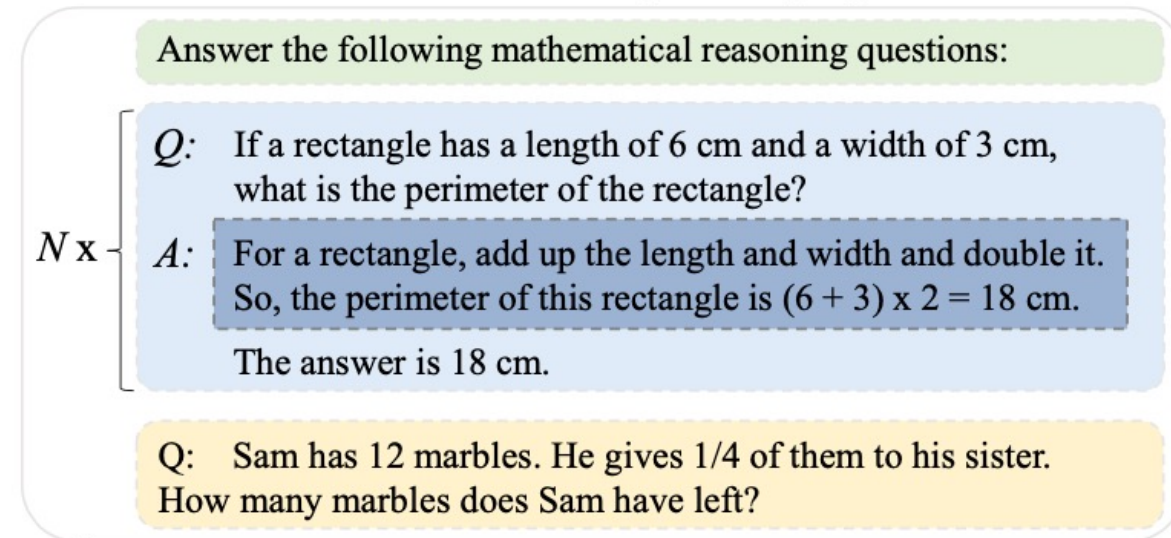 Answer the following mathematical reasoning questions:
Q: If a rectangle has a length of 6 cm and a width of 3 cm,
what is the perimeter of the rectangle?
N x
A: For a rectangle, add up the length and width and double it.
So, the perimeter of this rectangle is (6 + 3) x 2 = 18 cm.
The answer is 18 cm.
Q: Sam has 12 marbles. He gives 1/4 of them to his sister.
How many marbles does Sam have left?